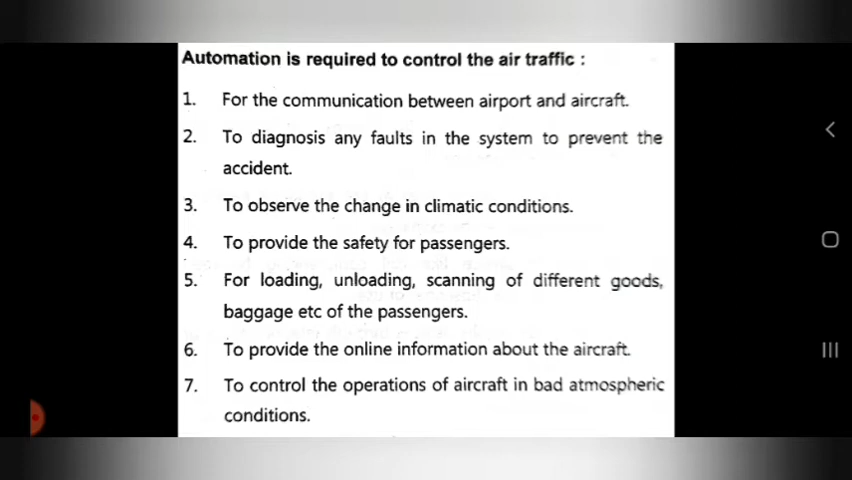 Automation is required to control the air traffic :
1. For the communication between airport and aircraft.
2. To diagnosis any faults in the system to prevent the
accident.
3. To observe the change in climatic conditions.
4. To provide the safety for passengers.
5. For loading, unloading, scanning of different goods,
baggage etc of the passengers.
6. To provide the online information about the aircraft.
7. To control the operations of aircraft in bad atmospheric
conditions.